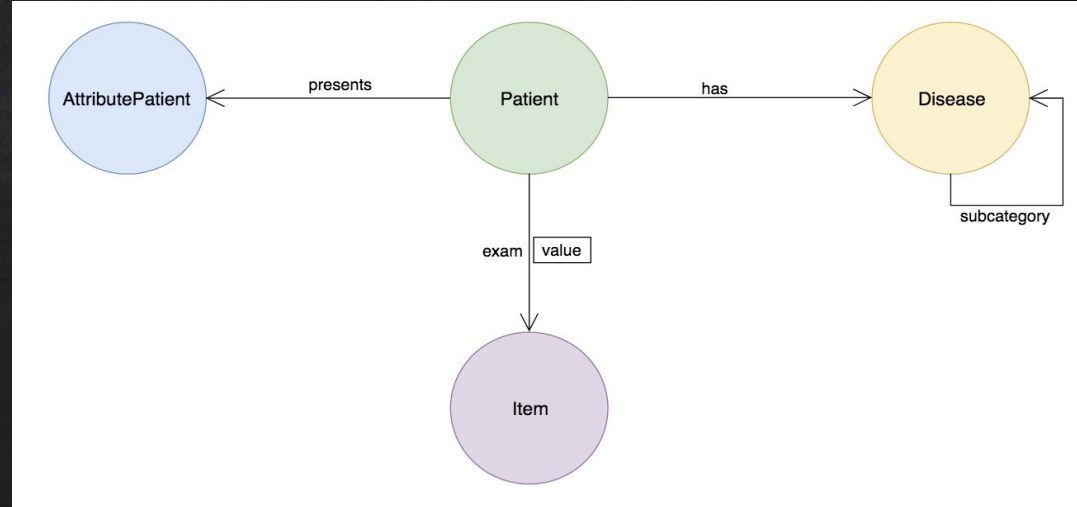 AttributePatient
presents
Patient
has
Disease
subcategory
exam
value
Item